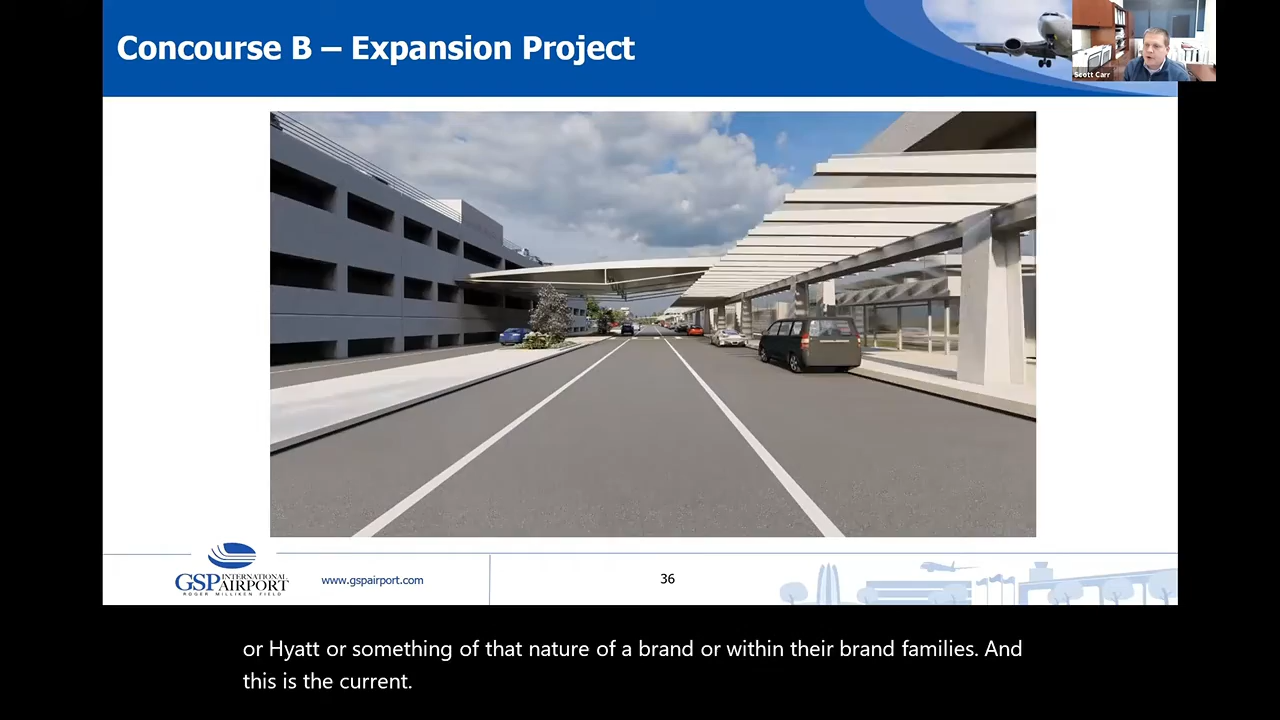 Concourse B – Expansion Project
Scott Carr
GSP INTERNATIONAL AIRPORT
ROGER MILLIKEN FIELD
www.gspairport.com
36
or Hyatt or something of that nature of a brand or within their brand families. And
this is the current.